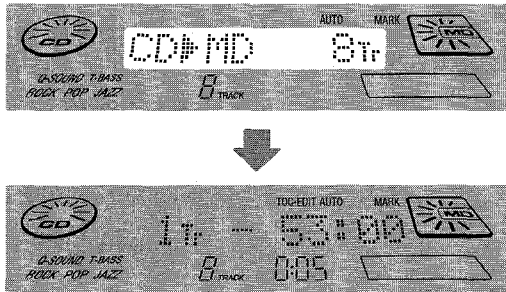 AUTO MARK
CD CD▶MD 8Tr MD
Q-SOUND T-BASS
ROCK POP JAZZ 8 TRACK
TOC-EDIT AUTO MARK
CD 1Tr -- 53:00 MD
Q-SOUND T-BASS
ROCK POP JAZZ 8 TRACK 0:05